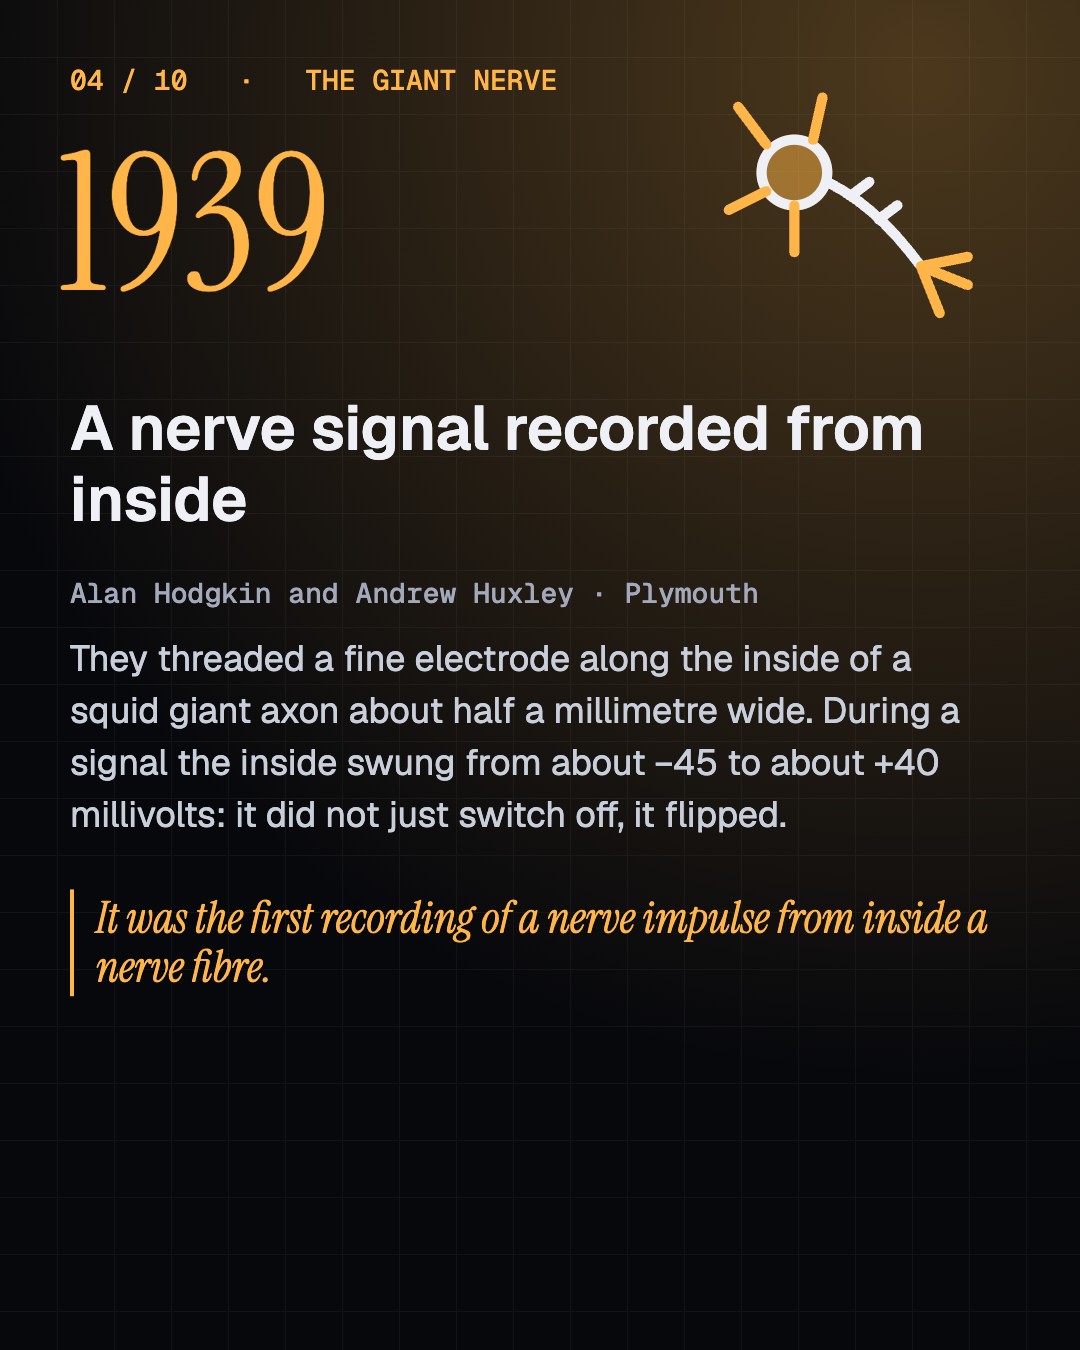 04 / 10 · THE GIANT NERVE
1939
A nerve signal recorded from
inside
Alan Hodgkin and Andrew Huxley · Plymouth
They threaded a fine electrode along the inside of a
squid giant axon about half a millimetre wide. During a
signal the inside swung from about −45 to about +40
millivolts: it did not just switch off, it flipped.
It was the first recording of a nerve impulse from inside a
nerve fibre.